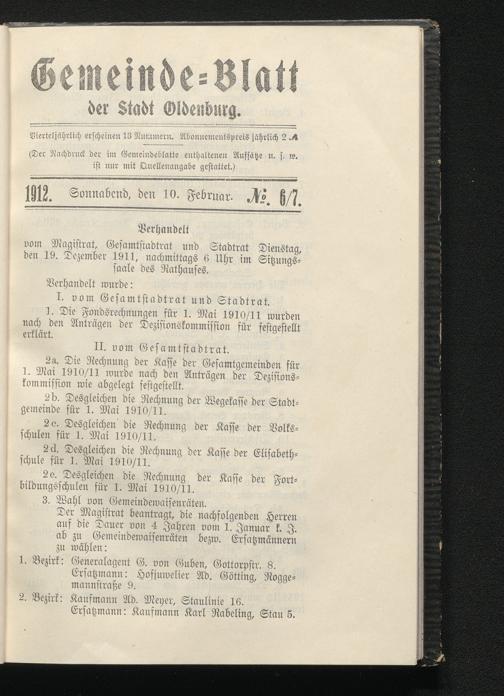 Gemeinde=Blatt
der Stadt Oldenburg.
Vierteljährlich erscheinen 13 Nummern. Abonnementspreis jährlich 2 ℳ
(Der Nachdruck der im Gemeindeblatte enthaltenen Aufsätze u. s. w.
ist nur mit Quellenangabe gestattet.)
1912. Sonnabend, den 10. Februar. №. 6/7.
Verhandelt
vom Magistrat, Gesamtstadtrat und Stadtrat Dienstag,
den 19. Dezember 1911, nachmittags 6 Uhr im Sitzungs=
saale des Rathauses.
Verhandelt wurde:
I. vom Gesamtstadtrat und Stadtrat.
1. Die Fondsrechnungen für 1. Mai 1910/11 wurden
nach den Anträgen der Dezisionskommission für festgestellt
erklärt.
II. vom Gesamtstadtrat.
2a. Die Rechnung der Kasse der Gesamtgemeinden für
1. Mai 1910/11 wurde nach den Anträgen der Dezisions=
kommission wie abgelegt festgestellt.
2b. Desgleichen die Rechnung der Wegekasse der Stadt=
gemeinde für 1. Mai 1910/11.
2c. Desgleichen die Rechnung der Kasse der Volks=
schulen für 1. Mai 1910/11.
2d. Desgleichen die Rechnung der Kasse der Elisabeth=
schule für 1. Mai 1910/11.
2e. Desgleichen die Rechnung der Kasse der Fort=
bildungsschulen für 1. Mai 1910/11.
3. Wahl von Gemeindewaisenräten.
Der Magistrat beantragt, die nachfolgenden Herren
auf die Dauer von 4 Jahren vom 1. Januar k. J.
ab zu Gemeindewaisenräten bezw. Ersatzmännern
zu wählen:
1. Bezirk: Generalagent G. von Guben, Gottorpstr. 8.
Ersatzmann: Hofjuwelier Ad. Götting, Rogge=
mannstraße 9.
2. Bezirk: Kaufmann Ad. Meyer, Staulinie 16.
Ersatzmann: Kaufmann Karl Nabeling, Stau 5.